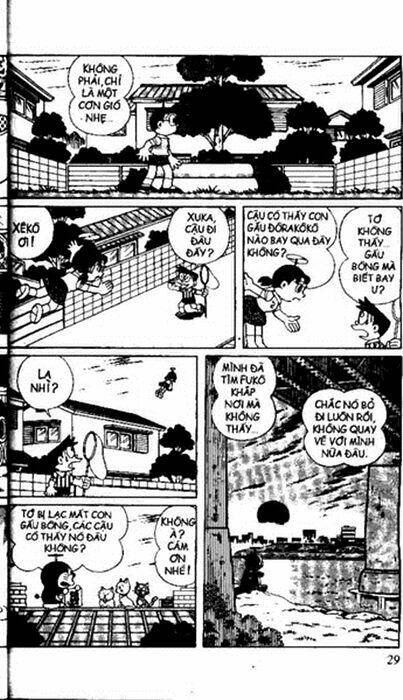 KHÔNG
PHẢI, CHỈ
LÀ MỘT
CƠN GIÓ
NHẸ
XÊKÔ
ƠI!
XUKA,
CẬU ĐI
ĐÂU
ĐẤY?
CẬU CÓ THẤY CON
GẤU ĐÔRAKÔKÔ
NÀO BAY QUA ĐÂY
KHÔNG?
TỚ
KHÔNG
THẤY...
GẤU
BÔNG MÀ
BIẾT BAY
Ư?
LẠ
NHỈ?
MÌNH ĐÃ
TÌM FUKÔ
KHẮP
NƠI MÀ
KHÔNG
THẤY.
CHẮC NÓ BỎ
ĐI LUÔN RỒI,
KHÔNG QUAY
VỀ VỚI MÌNH
NỮA ĐÂU.
TỚ BỊ LẠC MẤT CON
GẤU BÔNG, CÁC CẬU
CÓ THẤY NÓ ĐÂU
KHÔNG?
KHÔNG
À?
CÁM
ƠN NHÉ!
29